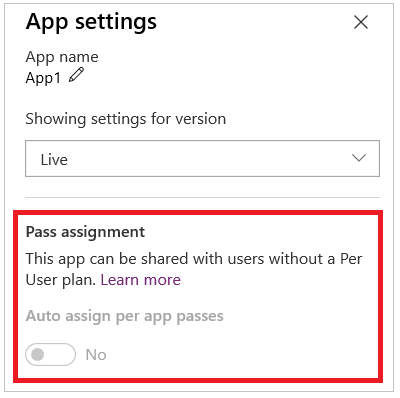 App settings
App name
App1
Showing settings for version
Live
Pass assignment
This app can be shared with users without a Per
User plan. Learn more
Auto assign per app passes
No